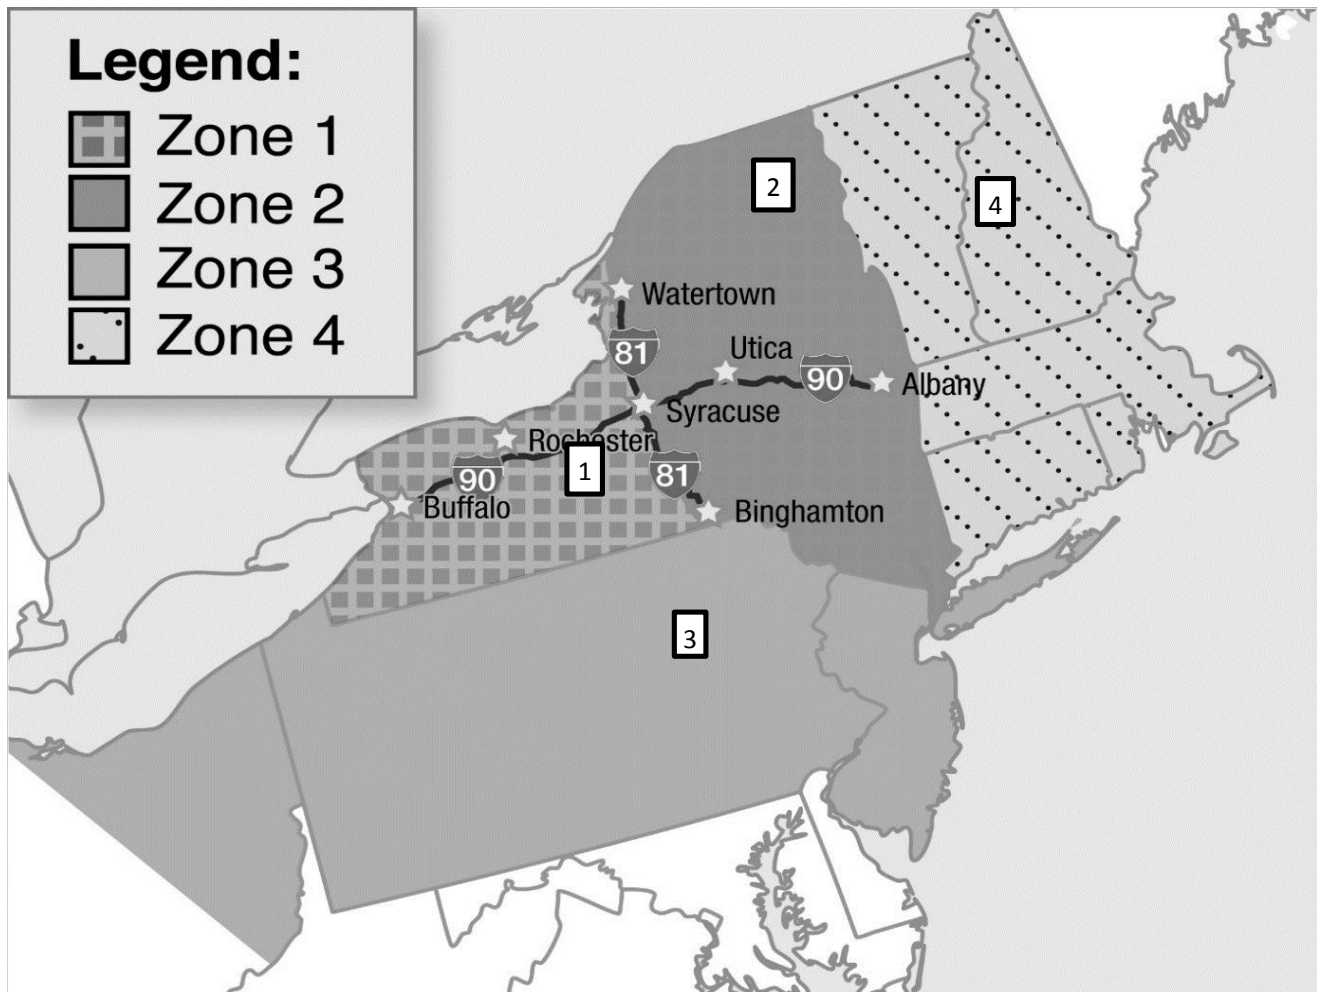 Legend:
Zone 1
Zone 2
Zone 3
Zone 4
2
4
Watertown
81
Utica
90
Albany
Syracuse
Rochester
1
90
81
Buffalo
Binghamton
3